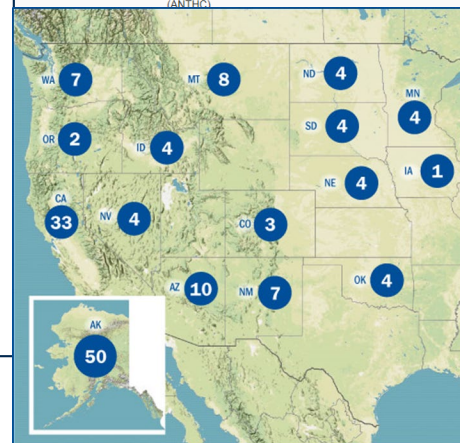 (ANTHC)
WA 7
MT 8
ND 4
MN
4
OR 2
ID 4
SD 4
IA 1
NE 4
CA
33
NV 4
CO 3
AZ 10
NM 7
OK 4
AK
50